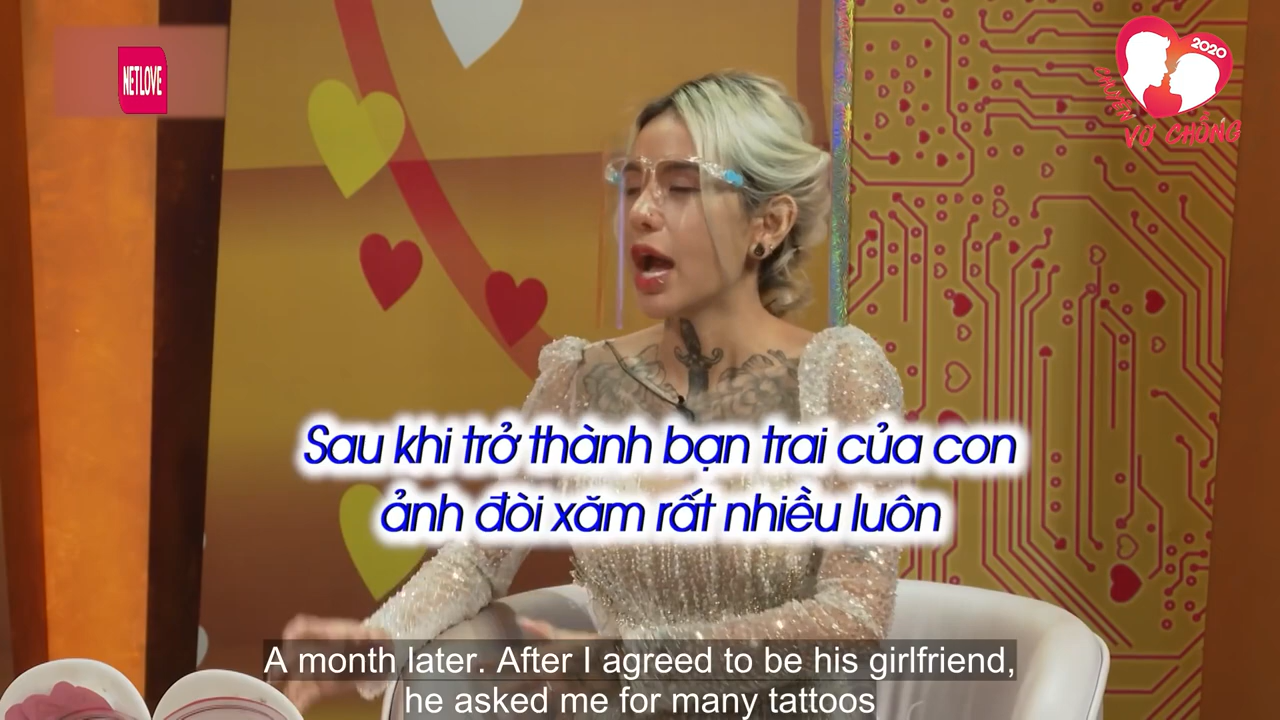 NETLOVE
2020
CHUYỆN
VỢ CHỒNG
Sau khi trở thành bạn trai của con
ảnh đòi xăm rất nhiều luôn
A month later. After I agreed to be his girlfriend,
he asked me for many tattoos